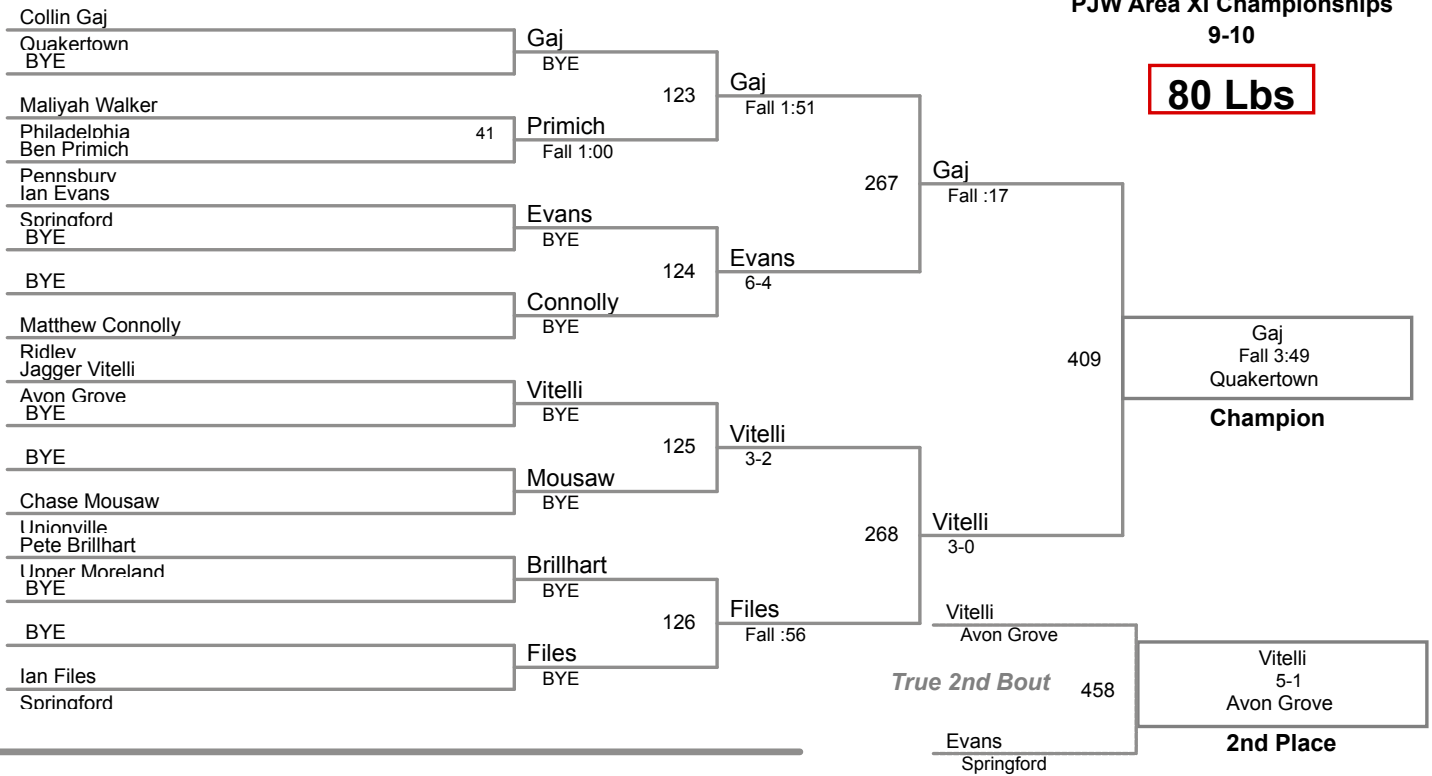 PJW Area XI Championships
9-10
80 Lbs
Collin Gaj
Quakertown
BYE
Maliyah Walker
Philadelphia
Ben Primich
Pennsbury
Ian Evans
Springford
BYE
BYE
Matthew Connolly
Ridley
Jagger Vitelli
Avon Grove
BYE
BYE
Chase Mousaw
Unionville
Pete Brillhart
Upper Moreland
BYE
BYE
Ian Files
Springford
41
Gaj
BYE
Primich
Fall 1:00
Evans
BYE
Connolly
BYE
Vitelli
BYE
Mousaw
BYE
Brillhart
BYE
Files
BYE
123
124
125
126
Gaj
Fall 1:51
Evans
6-4
Vitelli
3-2
Files
Fall :56
267
268
Gaj
Fall :17
Vitelli
3-0
409
Gaj
Fall 3:49
Quakertown
Champion
Vitelli
Avon Grove
True 2nd Bout
458
Evans
Springford
Vitelli
5-1
Avon Grove
2nd Place